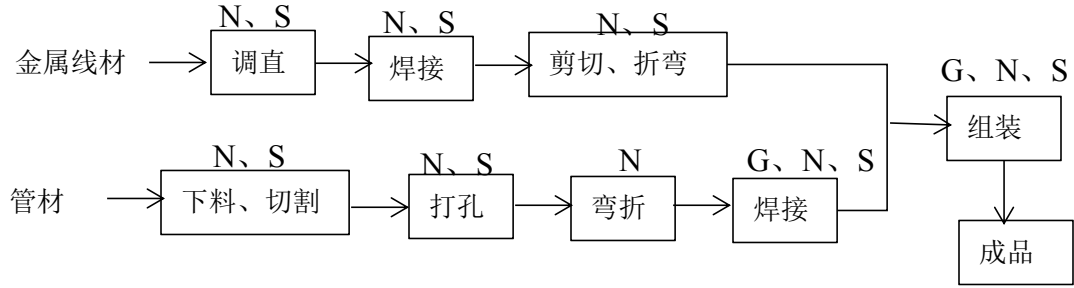 N、S N、S N、S
金属线材 调直 焊接 剪切、折弯
G、N、S
组装
N、S N、S N G、N、S
管材 下料、切割 打孔 弯折 焊接
成品